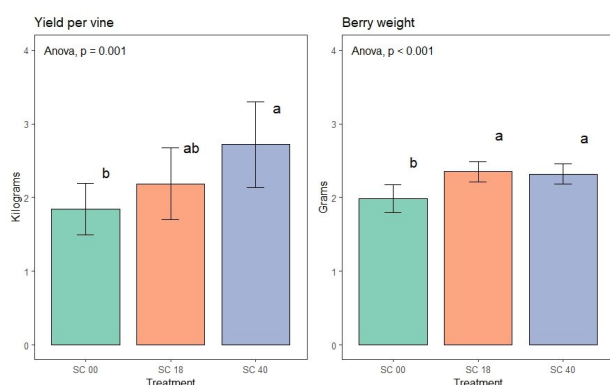 Yield per vine
Anova, p = 0.001
4
3
2
1
0
Kilograms
b
ab
a
SC 00
SC 18
SC 40
Treatment
Berry weight
Anova, p < 0.001
4
3
2
1
0
Grams
b
a
a
SC 00
SC 18
SC 40
Treatment